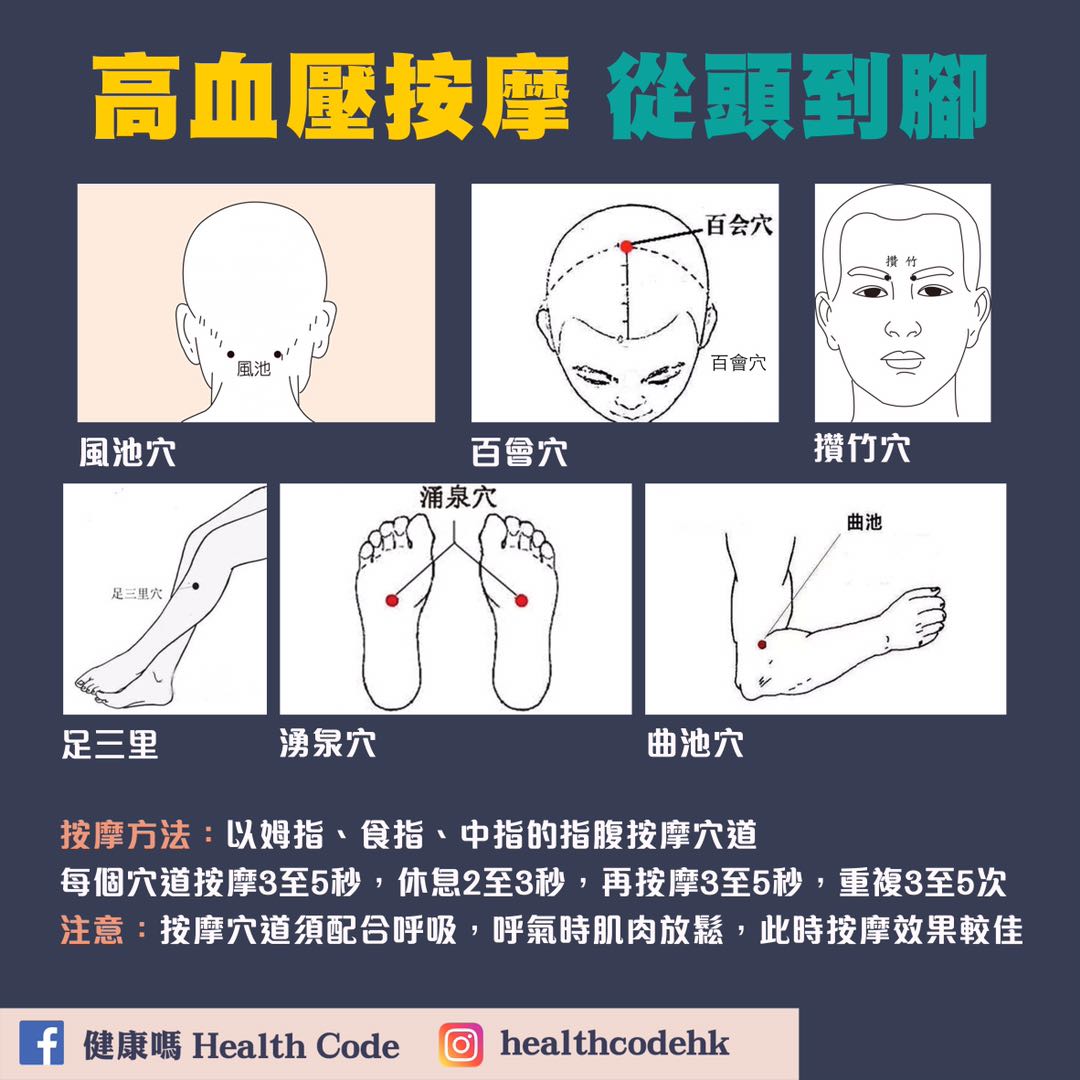 高血壓按摩 從頭到腳
風池
百会穴
百會穴
攢 竹
風池穴
百會穴
攢竹穴
足三里穴
涌泉穴
曲池
足三里
湧泉穴
曲池穴
按摩方法：以姆指、食指、中指的指腹按摩穴道
每個穴道按摩3至5秒，休息2至3秒，再按摩3至5秒，重複3至5次
注意：按摩穴道須配合呼吸，呼氣時肌肉放鬆，此時按摩效果較佳
健康嗎 Health Code
healthcodehk